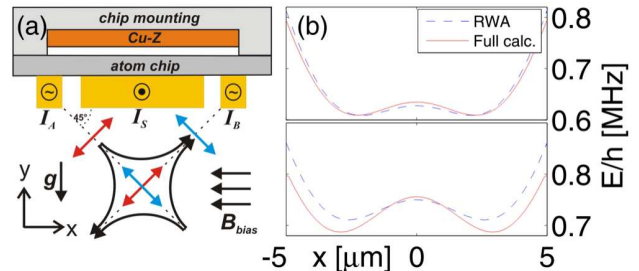 (a)
chip mounting
Cu-Z
atom chip
~
~
I_A
45°
I_S
I_B
g
y
x
B_bias
(b)
RWA
Full calc.
0.8
0.7
0.6
0.8
0.7
E/h [MHz]
-5
0
5
x [μm]